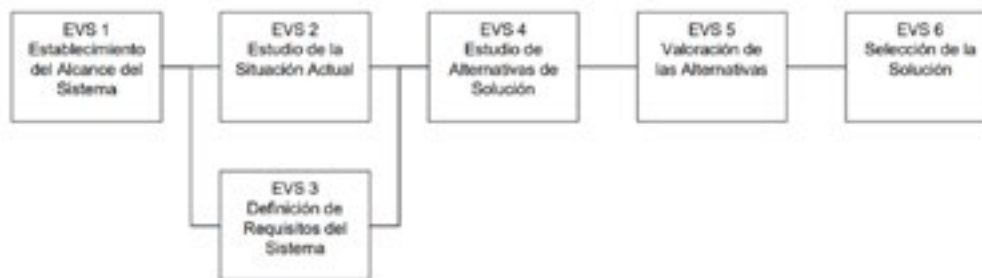 EVS 1
Establecimiento
del Alcance del
Sistema
EVS 2
Estudio de la
Situación Actual
EVS 4
Estudio de
Alternativas de
Solución
EVS 5
Valoración de
las Alternativas
EVS 6
Selección de la
Solución
EVS 3
Definición de
Requisitos del
Sistema